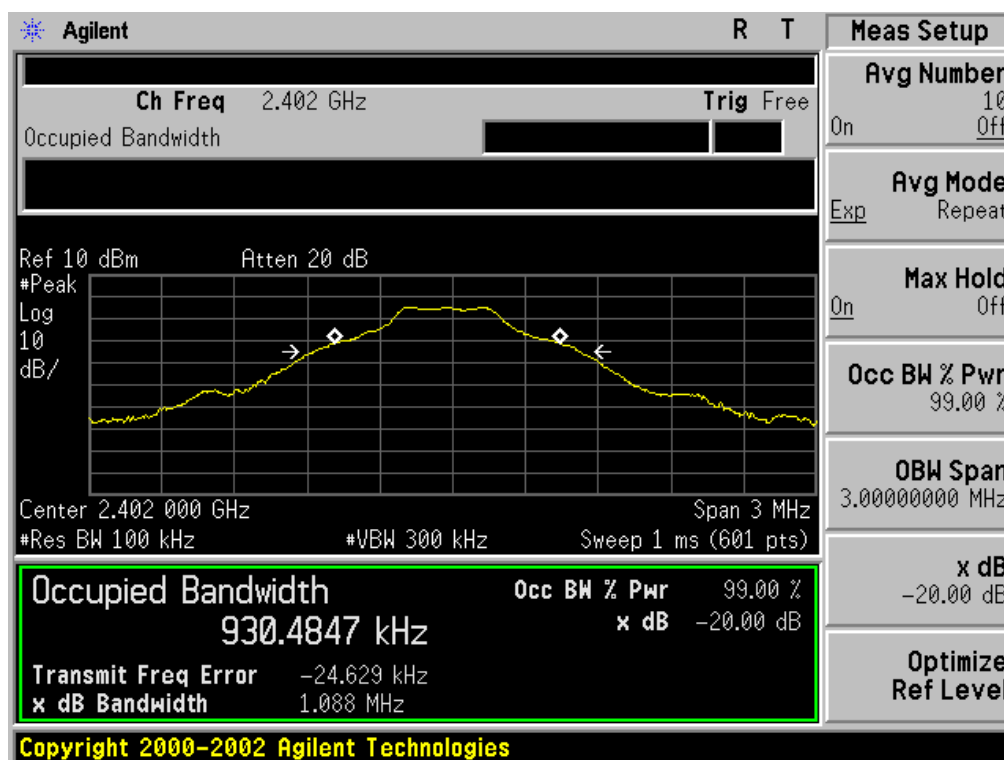 Agilent R T Meas Setup
Ch Freq 2.402 GHz Trig Free
Occupied Bandwidth
Ref 10 dBm Atten 20 dB
#Peak
Log
10
dB/
Center 2.402 000 GHz Span 3 MHz
#Res BW 100 kHz #VBW 300 kHz Sweep 1 ms (601 pts)
Occupied Bandwidth Occ BW % Pwr 99.00 %
930.4847 kHz x dB -20.00 dB
Transmit Freq Error -24.629 kHz
x dB Bandwidth 1.088 MHz
Copyright 2000-2002 Agilent Technologies
Avg Number
10
On Off
Avg Mode
Exp Repeat
Max Hold
On Off
Occ BW % Pwr
99.00 %
OBW Span
3.00000000 MHz
x dB
-20.00 dB
Optimize
Ref Level